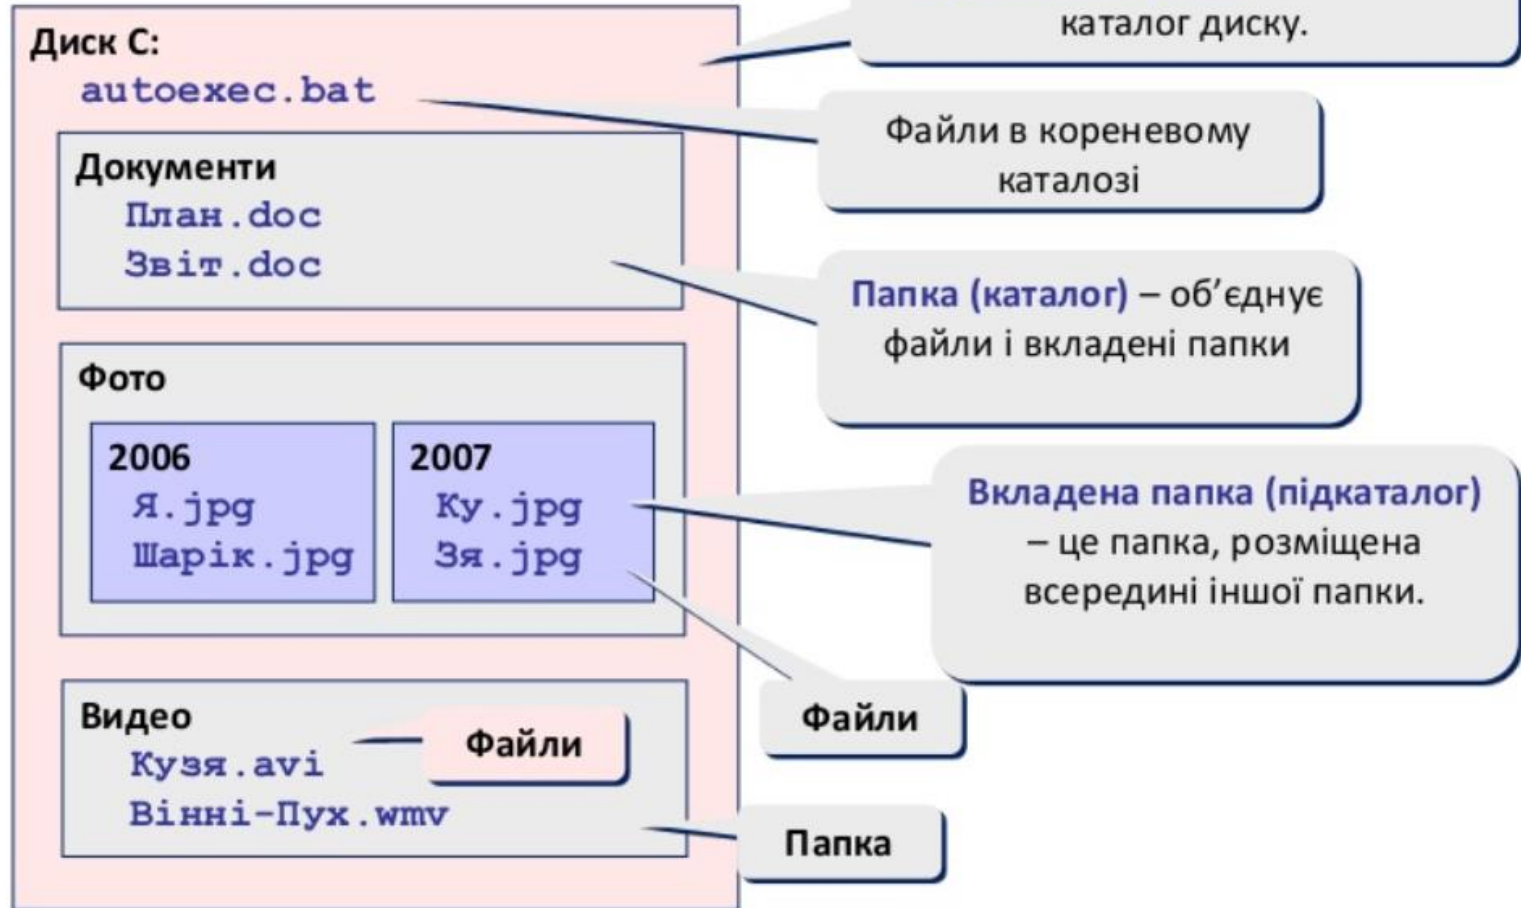 каталог диску.
Диск C:
autoexec.bat
Файли в кореневому
каталозі
Документи
План.doc
Звіт.doc
Папка (каталог) – об’єднує
файли і вкладені папки
Фото
2006
Я.jpg
Шарік.jpg
2007
Ку.jpg
Зя.jpg
Вкладена папка (підкаталог)
– це папка, розміщена
всередині іншої папки.
Файли
Видео
Файли
Кузя.avi
Вінні-Пух.wmv
Папка